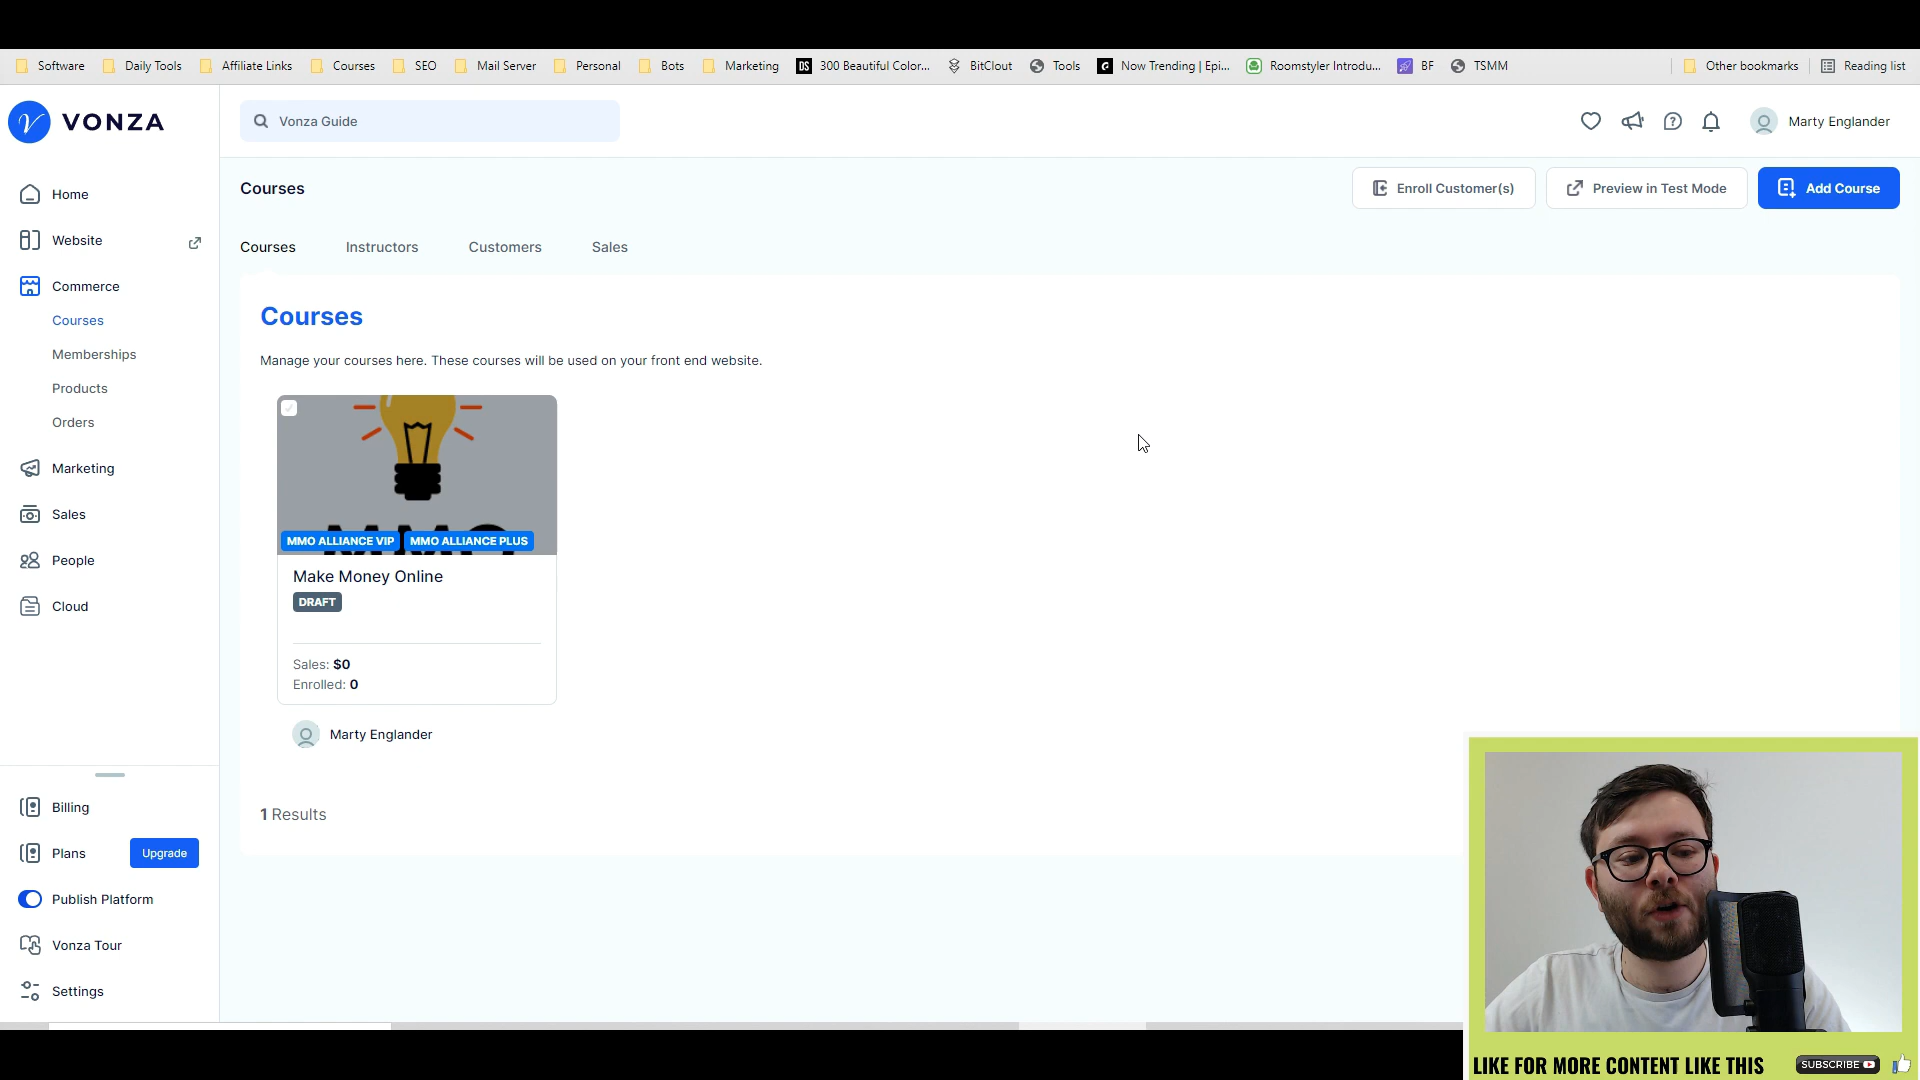 Software Daily Tools Affiliate Links Courses SEO Mail Server Personal Bots Marketing DS 300 Beautiful Color... BitClout Tools Now Trending | Epi... Roomstyler Introdu... BF TSMM Other bookmarks Reading list
VONZA
Vonza Guide
Marty Englander
Home
Website
Commerce
Courses
Memberships
Products
Orders
Marketing
Sales
People
Cloud
Billing
Plans Upgrade
Publish Platform
Vonza Tour
Settings
Courses
Enroll Customer(s) Preview in Test Mode Add Course
Courses Instructors Customers Sales
Courses
Manage your courses here. These courses will be used on your front end website.
MMO
MMO ALLIANCE VIP MMO ALLIANCE PLUS
Make Money Online
DRAFT
Sales: $0
Enrolled: 0
Marty Englander
1 Results
LIKE FOR MORE CONTENT LIKE THIS
SUBSCRIBE